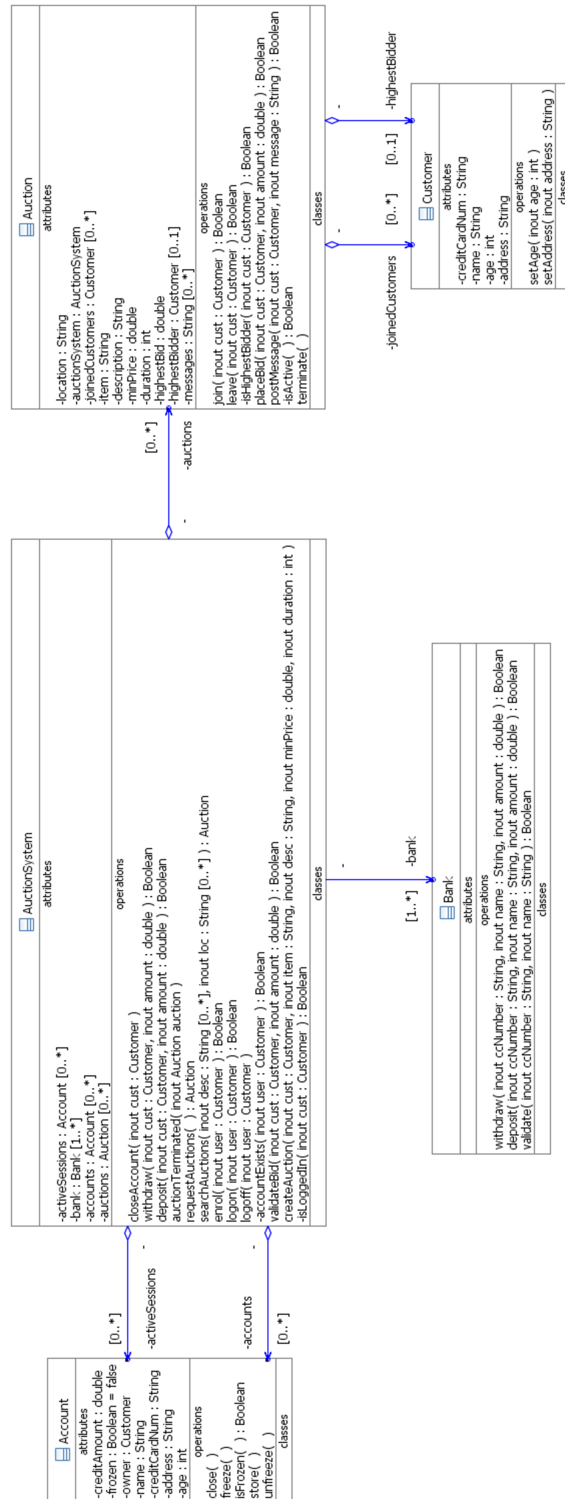 Account
attributes
-creditAmount : double
-frozen : Boolean = false
-owner : Customer
-name : String
-creditCardNum : String
-address : String
-age : int
operations
close( )
freeze( )
isFrozen( ) : Boolean
store( )
unfreeze( )
classes
[0..*]
-activeSessions
-
-accounts
[0..*]
-
AuctionSystem
attributes
-activeSessions : Account [0..*]
-bank : Bank [1..*]
-accounts : Account [0..*]
-auctions : Auction [0..*]
operations
closeAccount( inout cust : Customer )
withdraw( inout cust : Customer, inout amount : double ) : Boolean
deposit( inout cust : Customer, inout amount : double ) : Boolean
auctionTerminated( inout Auction auction )
requestAuctions( ) : Auction
searchAuctions( inout desc : String [0..*], inout loc : String [0..*] ) : Auction
enrol( inout user : Customer ) : Boolean
logon( inout user : Customer ) : Boolean
logoff( inout user : Customer )
-accountExists( inout user : Customer ) : Boolean
validateBid( inout cust : Customer, inout amount : double ) : Boolean
createAuction( inout cust : Customer, inout item : String, inout desc : String, inout minPrice : double, inout duration : int )
-isLoggedIn( inout cust : Customer ) : Boolean
classes
-
[1..*]
-bank
Bank
attributes
operations
withdraw( inout ccNumber : String, inout name : String, inout amount : double ) : Boolean
deposit( inout ccNumber : String, inout name : String, inout amount : double ) : Boolean
validate( inout ccNumber : String, inout name : String ) : Boolean
classes
[0..*]
-auctions
-
Auction
attributes
-location : String
-auctionSystem : AuctionSystem
-joinedCustomers : Customer [0..*]
-item : String
-description : String
-minPrice : double
-duration : int
-highestBid : double
-highestBidder : Customer [0..1]
-messages : String [0..*]
operations
join( inout cust : Customer ) : Boolean
leave( inout cust : Customer ) : Boolean
-isHighestBidder( inout cust : Customer ) : Boolean
placeBid( inout cust : Customer, inout amount : double ) : Boolean
postMessage( inout cust : Customer, inout message : String ) : Boolean
-isActive( ) : Boolean
terminate( )
classes
-
-
-joinedCustomers
[0..*]
[0..1]
-highestBidder
Customer
attributes
-creditCardNum : String
-name : String
-age : int
-address : String
operations
setAge( inout age : int )
setAddress( inout address : String )
classes